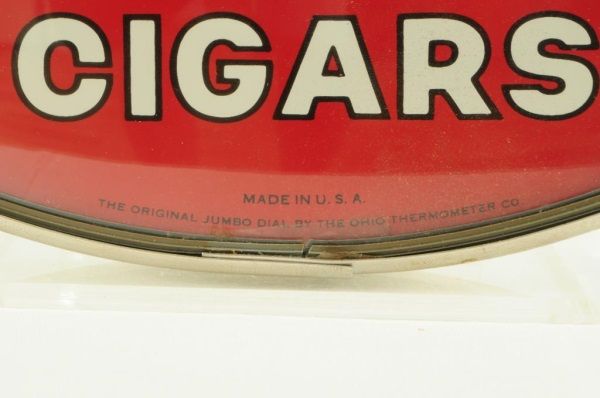 CIGARS
MADE IN U. S. A.
THE ORIGINAL JUMBO DIAL BY THE OHIO THERMOMETER CO.